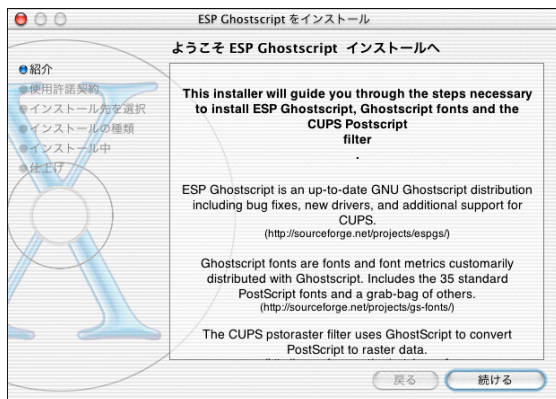 ESP Ghostscript をインストール
ようこそ ESP Ghostscript インストールへ
紹介
使用許諾契約
インストール先を選択
インストールの種類
インストール中
仕上げ
This installer will guide you through the steps necessary
to install ESP Ghostscript, Ghostscript fonts and the
CUPS Postscript
filter
.
ESP Ghostscript is an up-to-date GNU Ghostscript distribution
including bug fixes, new drivers, and additional support for
CUPS.
(http://sourceforge.net/projects/espgs/)
Ghostscript fonts are fonts and font metrics customarily
distributed with Ghostscript. Includes the 35 standard
PostScript fonts and a grab-bag of others.
(http://sourceforge.net/projects/gs-fonts/)
The CUPS pstoraster filter uses GhostScript to convert
PostScript to raster data.
戻る
続ける